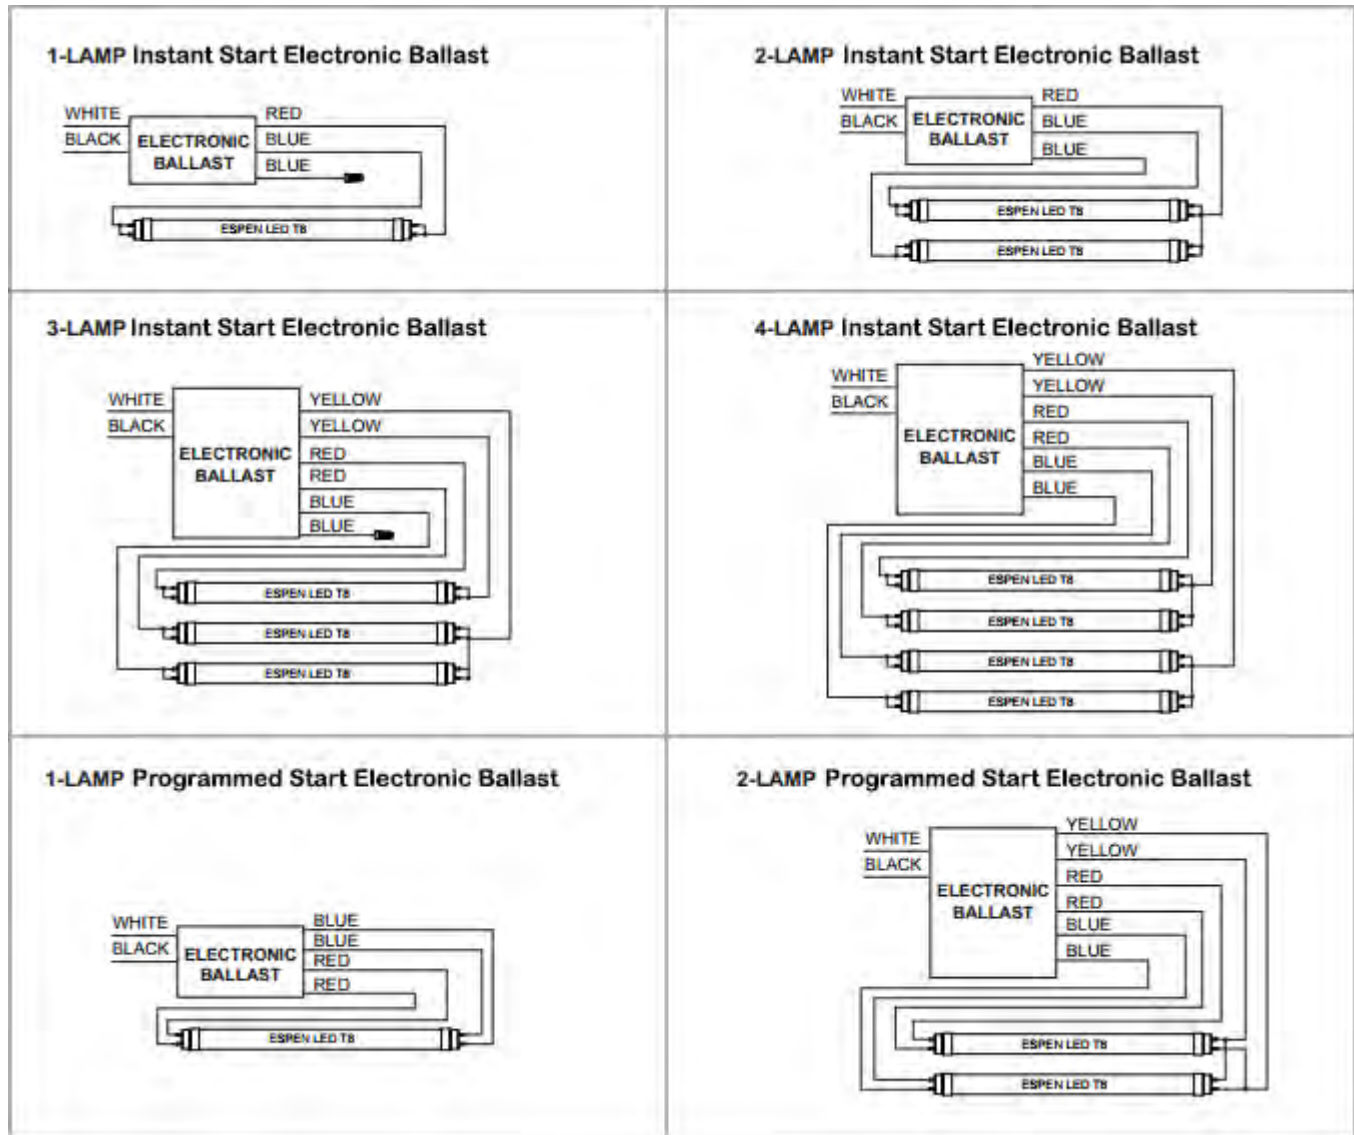 1-LAMP Instant Start Electronic Ballast
WHITE
BLACK
ELECTRONIC
BALLAST
RED
BLUE
BLUE
ESPEN LED T8
2-LAMP Instant Start Electronic Ballast
WHITE
BLACK
ELECTRONIC
BALLAST
RED
BLUE
BLUE
ESPEN LED T8
ESPEN LED T8
3-LAMP Instant Start Electronic Ballast
WHITE
BLACK
ELECTRONIC
BALLAST
YELLOW
YELLOW
RED
RED
BLUE
BLUE
ESPEN LED T8
ESPEN LED T8
ESPEN LED T8
4-LAMP Instant Start Electronic Ballast
WHITE
BLACK
ELECTRONIC
BALLAST
YELLOW
YELLOW
RED
RED
BLUE
BLUE
ESPEN LED T8
ESPEN LED T8
ESPEN LED T8
ESPEN LED T8
1-LAMP Programmed Start Electronic Ballast
WHITE
BLACK
ELECTRONIC
BALLAST
BLUE
BLUE
RED
RED
ESPEN LED T8
2-LAMP Programmed Start Electronic Ballast
WHITE
BLACK
ELECTRONIC
BALLAST
YELLOW
YELLOW
RED
RED
BLUE
BLUE
ESPEN LED T8
ESPEN LED T8